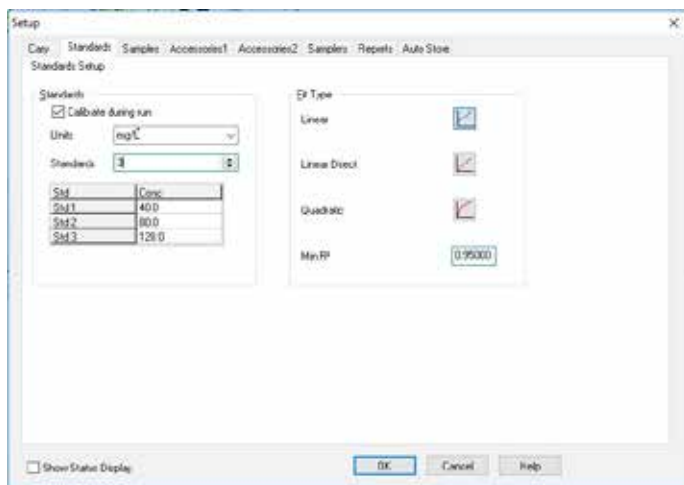 Setup
Cary Standards Samples Accessories1 Accessories2 Samplers Reports Auto Store
Standards Setup
Standards
Calibrate during run
Units mg/L
Standards 3
Std Conc
Std 1 40.0
Std 2 80.0
Std 3 120.0
Fit Type
Linear
Linear Direct
Quadratic
Min R² 0.95000
Show Status Display
OK Cancel Help